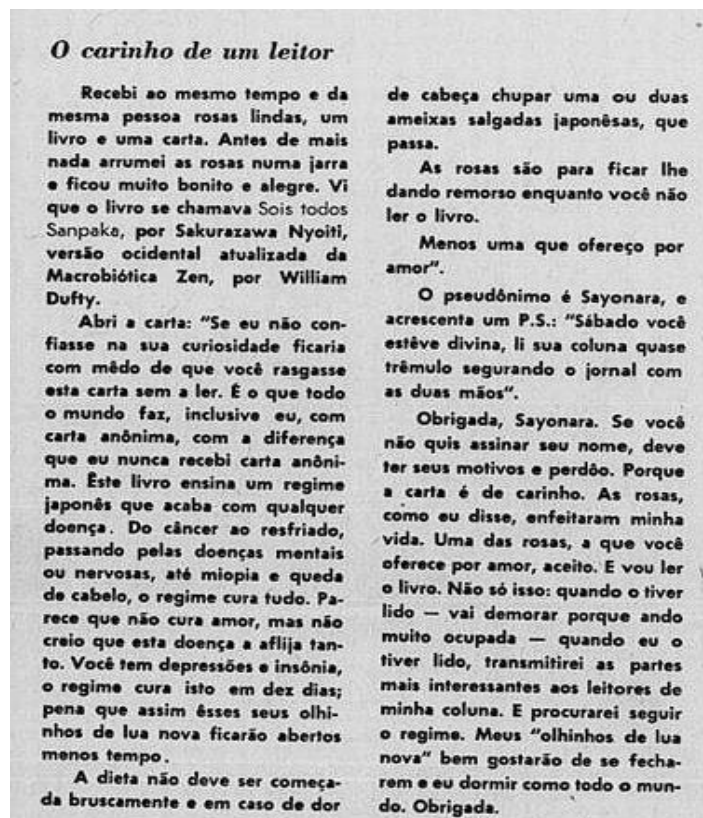 O carinho de um leitor
Recebi ao mesmo tempo e da
mesma pessoa rosas lindas, um
livro e uma carta. Antes de mais
nada arrumei as rosas numa jarra
e ficou muito bonito e alegre. Vi
que o livro se chamava Sois todos
Sanpaka, por Sakurazawa Nyoiti,
versão ocidental atualizada da
Macrobiótica Zen, por William
Dufty.
Abri a carta: "Se eu não con-
fiasse na sua curiosidade ficaria
com mêdo de que você rasgasse
esta carta sem a ler. É o que todo
o mundo faz, inclusive eu, com
carta anônima, com a diferença
que eu nunca recebi carta anôni-
ma. Êste livro ensina um regime
japonês que acaba com qualquer
doença. Do câncer ao resfriado,
passando pelas doenças mentais
ou nervosas, até miopia e queda
de cabelo, o regime cura tudo. Pa-
rece que não cura amor, mas não
creio que esta doença a aflija tan-
to. Você tem depressões e insônia,
o regime cura isto em dez dias;
pena que assim êsses seus olhi-
nhos de lua nova ficarão abertos
menos tempo.
A dieta não deve ser começa-
da bruscamente e em caso de dor
de cabeça chupar uma ou duas
ameixas salgadas japonêsas, que
passa.
As rosas são para ficar lhe
dando remorso enquanto você não
ler o livro.
Menos uma que ofereço por
amor".
O pseudônimo é Sayonara, e
acrescenta um P.S.: "Sábado você
estêve divina, li sua coluna quase
trêmulo segurando o jornal com
as duas mãos".
Obrigada, Sayonara. Se você
não quis assinar seu nome, deve
ter seus motivos e perdôo. Porque
a carta é de carinho. As rosas,
como eu disse, enfeitaram minha
vida. Uma das rosas, a que você
oferece por amor, aceito. E vou ler
o livro. Não só isso: quando o tiver
lido — vai demorar porque ando
muito ocupada — quando eu o
tiver lido, transmitirei as partes
mais interessantes aos leitores de
minha coluna. E procurarei seguir
o regime. Meus "olhinhos de lua
nova" bem gostarão de se fecha-
rem e eu dormir como todo o mun-
do. Obrigada.